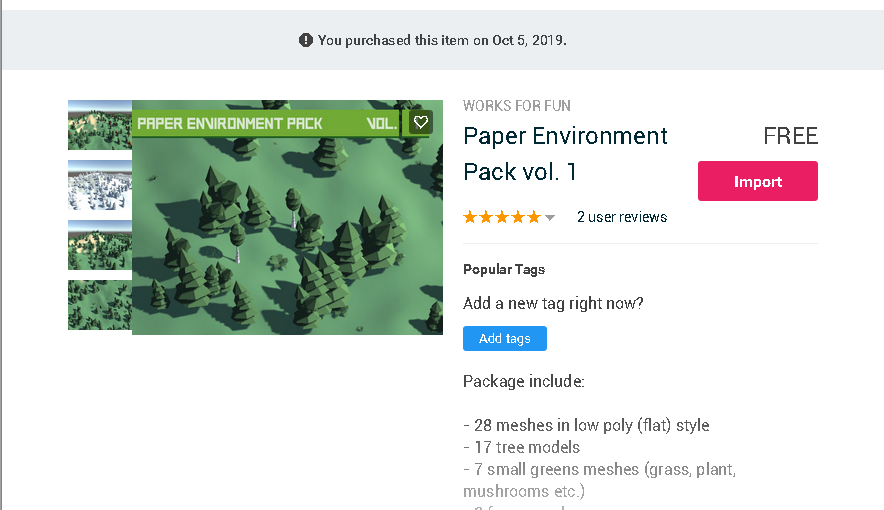 You purchased this item on Oct 5, 2019.
PAPER ENVIRONMENT PACK VOL.
WORKS FOR FUN
Paper Environment
Pack vol. 1
FREE
Import
2 user reviews
Popular Tags
Add a new tag right now?
Add tags
Package include:
- 28 meshes in low poly (flat) style
- 17 tree models
- 7 small greens meshes (grass, plant,
mushrooms etc.)